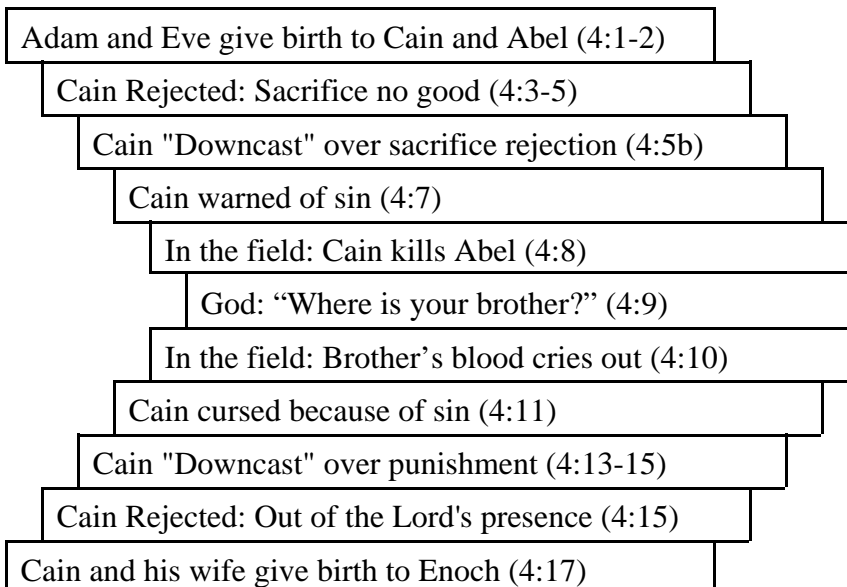 Adam and Eve give birth to Cain and Abel (4:1-2)
Cain Rejected: Sacrifice no good (4:3-5)
Cain "Downcast" over sacrifice rejection (4:5b)
Cain warned of sin (4:7)
In the field: Cain kills Abel (4:8)
God: “Where is your brother?” (4:9)
In the field: Brother’s blood cries out (4:10)
Cain cursed because of sin (4:11)
Cain "Downcast" over punishment (4:13-15)
Cain Rejected: Out of the Lord's presence (4:15)
Cain and his wife give birth to Enoch (4:17)